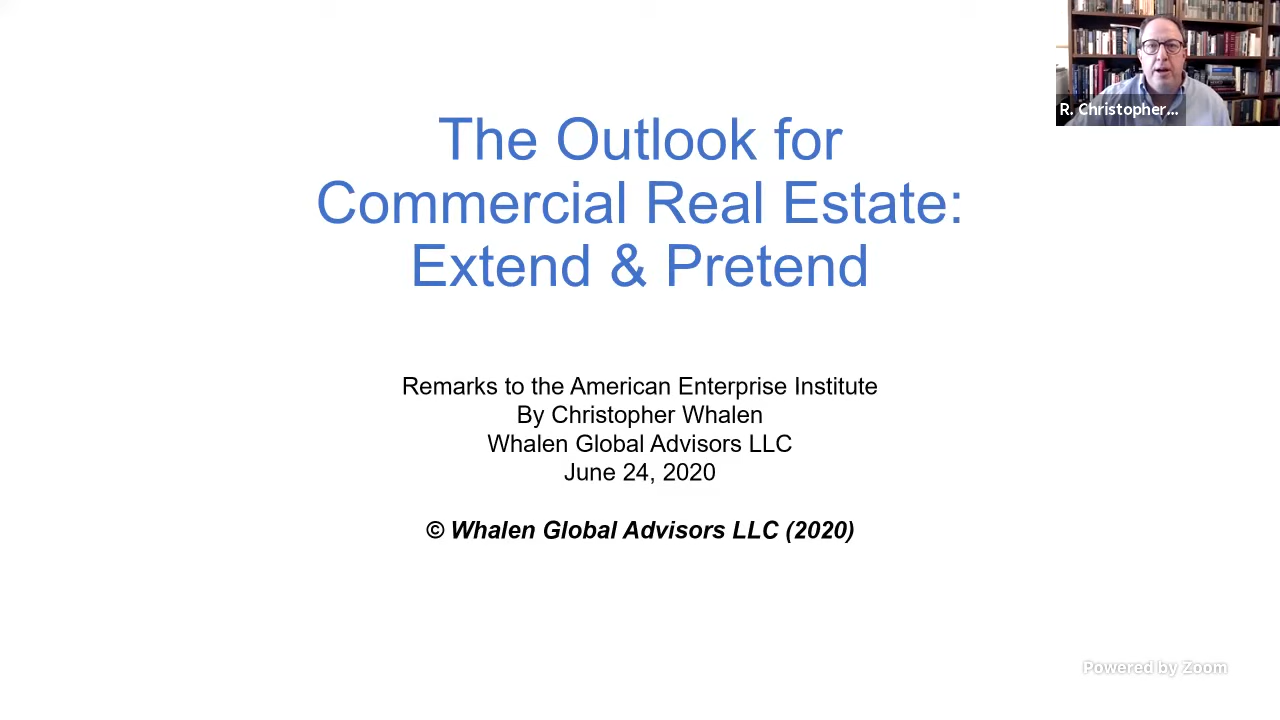 R. Christopher...
The Outlook for
Commercial Real Estate:
Extend & Pretend
Remarks to the American Enterprise Institute
By Christopher Whalen
Whalen Global Advisors LLC
June 24, 2020
© Whalen Global Advisors LLC (2020)
Powered by Zoom